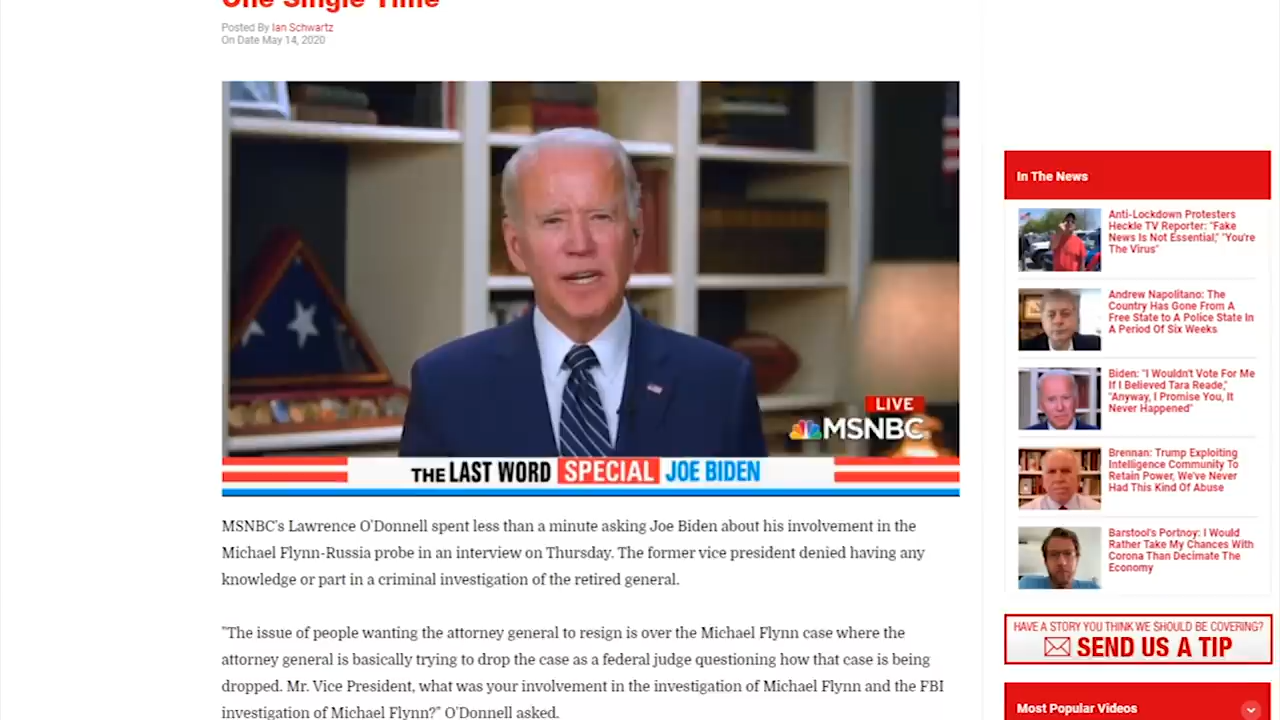 One Single Time
Posted By Ian Schwartz
On Date May 14, 2020
LIVE
MSNBC
THE LAST WORD SPECIAL JOE BIDEN
MSNBC's Lawrence O'Donnell spent less than a minute asking Joe Biden about his involvement in the
Michael Flynn-Russia probe in an interview on Thursday. The former vice president denied having any
knowledge or part in a criminal investigation of the retired general.
"The issue of people wanting the attorney general to resign is over the Michael Flynn case where the
attorney general is basically trying to drop the case as a federal judge questioning how that case is being
dropped. Mr. Vice President, what was your involvement in the investigation of Michael Flynn and the FBI
investigation of Michael Flynn?" O'Donnell asked.
In The News
Anti-Lockdown Protesters
Heckle TV Reporter: "Fake
News Is Not Essential," "You're
The Virus"
Andrew Napolitano: The
Country Has Gone From A
Free State to A Police State In
A Period Of Six Weeks
Biden: "I Wouldn't Vote For Me
If I Believed Tara Reade,"
"Anyway, I Promise You, It
Never Happened"
Brennan: Trump Exploiting
Intelligence Community To
Retain Power, We've Never
Had This Kind Of Abuse
Barstool's Portnoy: I Would
Rather Take My Chances With
Corona Than Decimate The
Economy
HAVE A STORY YOU THINK WE SHOULD BE COVERING?
SEND US A TIP
Most Popular Videos